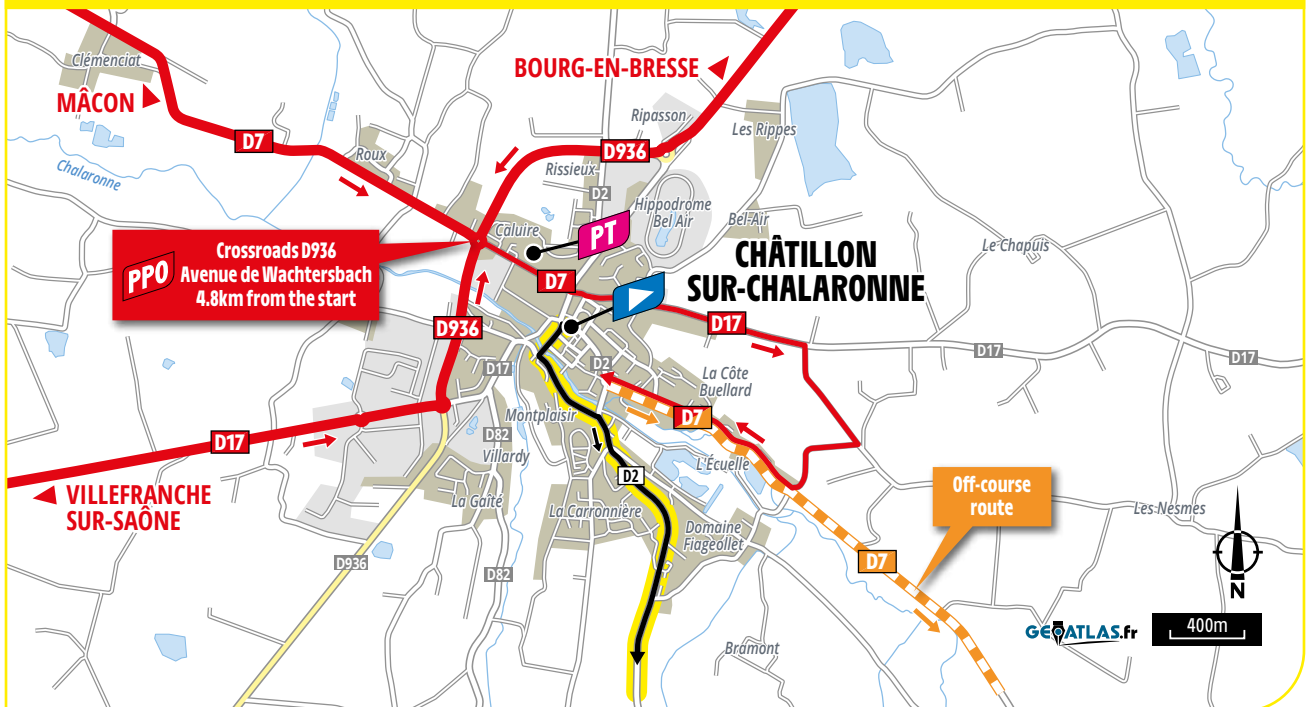 Clémenciat
MÂCON
BOURG-EN-BRESSE
D7
Chalaronne
Roux
D936
Ripasson
Les Rippes
Rissieux
D2
Hippodrome
Bel Air
Bel-Air
Caluire
PT
PPO
Crossroads D936
Avenue de Wachtersbach
4.8km from the start
CHÂTILLON
SUR-CHALARONNE
Le Chapuis
D7
D17
D936
D17
D17
D17
D2
La Côte
Buellard
Montplaisir
D7
D17
D82
Villardy
L'Écuelle
D2
VILLEFRANCHE
SUR-SAÔNE
La Gaîté
La Carronnière
Off-course
route
Les Nesmes
Domaine
Fiageollet
D936
D82
D7
N
GEOATLAS.fr
400m
Bramont